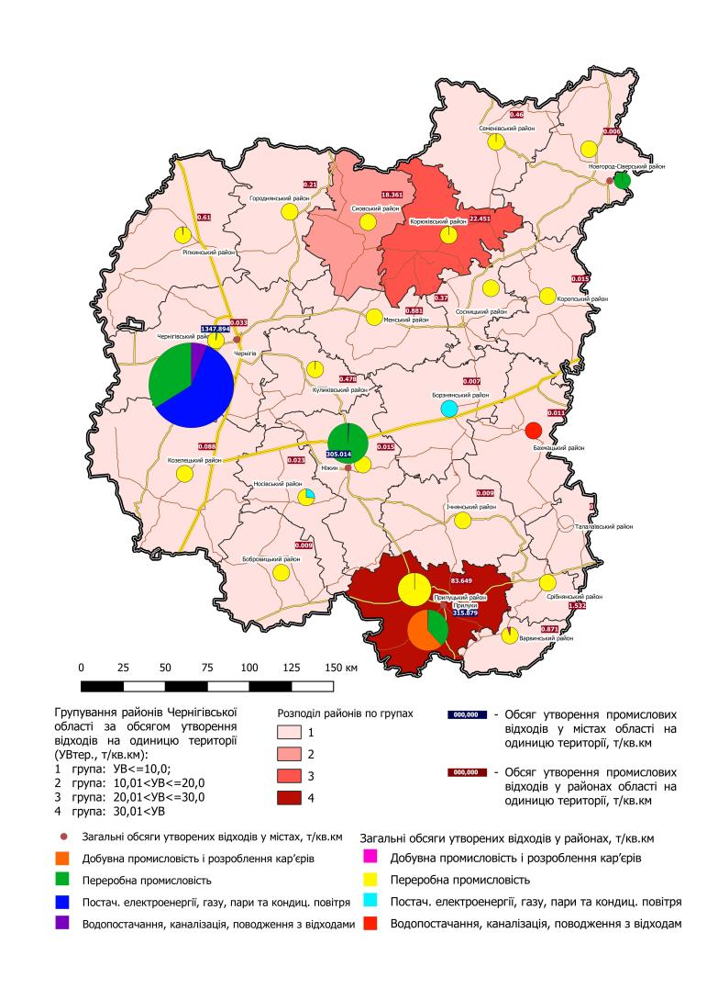 0.46
Семенівський район
0.006
Новгород-Сіверський район
0.21
Городнянський район
18.361
Сновський район
22.451
Корюківський район
0.61
Ріпкинський район
0.015
Коропський район
0.37
Сосницький район
0.881
Менський район
0.033
1347.894
Чернігівський рай
Чернігів
0.478
Куликівський район
0.007
Борзнянський район
0.011
Бахмацький район
0.088
Козелецький район
305.014
0.015
Ніжин
0.023
Носівський район
0.009
Ічнянський район
Талалаївський район
0.009
Бобровицький район
83.649
Прилуцький район
Прилуки
315.879
Срібнянський район
1.532
0.871
Варвинський район
0 25 50 75 100 125 150 км
Групування районів Чернігівської
області за обсягом утворення
відходів на одиницю території
(УВтер., т/кв.км):
1 група: УВ<=10,0;
2 група: 10,01<УВ<=20,0
3 група: 20,01<УВ<=30,0
4 група: 30,01<УВ
Розподіл районів по групах
1
2
3
4
000,000 - Обсяг утворення промислових
відходів у містах області на
одиницю території, т/кв.км
000,000 - Обсяг утворення промислових
відходів у районах області на
одиницю території, т/кв.км
Загальні обсяги утворених відходів у містах, т/кв.км
Добувна промисловість і розроблення кар’єрів
Переробна промисловість
Постач. електроенергії, газу, пари та кондиц. повітря
Водопостачання, каналізація, поводження з відходами
Загальні обсяги утворених відходів у районах, т/кв.км
Добувна промисловість і розроблення кар’єрів
Переробна промисловість
Постач. електроенергії, газу, пари та кондиц. повітря
Водопостачання, каналізація, поводження з відходам